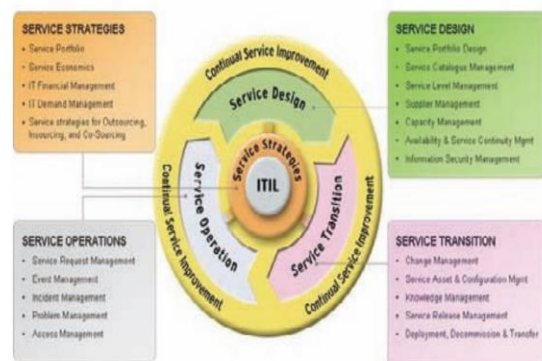 SERVICE STRATEGIES
Service Portfolio
Service Economics
IT Financial Management
IT Demand Management
Service strategies for Outsourcing,
Insourcing, and Co-Sourcing
SERVICE DESIGN
Service Portfolio Design
Service Catalogue Management
Service Level Management
Supplier Management
Capacity Management
Availability & Service Continuity Mgmt
Information Security Management
Continual Service Improvement
Service Design
Service Strategies
ITIL
Service Operation
Service Transition
Continual Service Improvement
Continual Service Improvement
SERVICE OPERATIONS
Service Request Management
Event Management
Incident Management
Problem Management
Access Management
SERVICE TRANSITION
Change Management
Service Asset & Configuration Mgmt
Knowledge Management
Service Release Management
Deployment, Decommission & Transfer